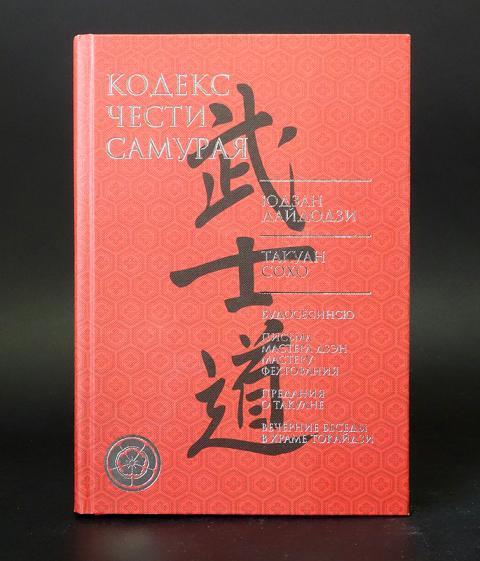 КОДЕКС
ЧЕСТИ
САМУРАЯ
武士道
ЮДЗАН
ДАЙДОДЗИ
ТАКУАН
СОХО
БУДОСЁСИНСЮ
ПИСЬМА
МАСТЕРА ДЗЭН
МАСТЕРУ
ФЕХТОВАНИЯ
ПРЕДАНИЯ
О ТАКУАНЕ
ВЕЧЕРНИЕ БЕСЕДЫ
В ХРАМЕ ТОКАЙДЗИ